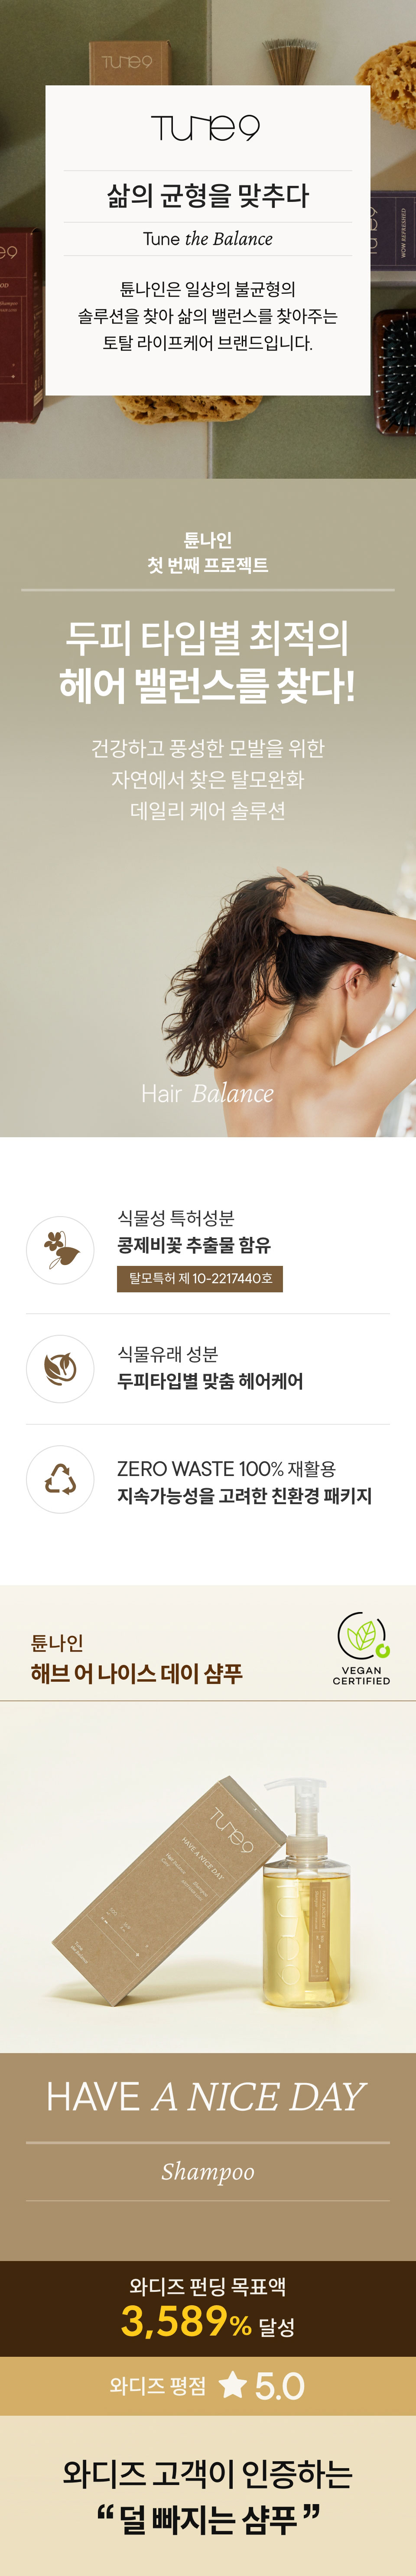 Tune9
Tune9
삶의 균형을 맞추다
Tune the Balance
튠나인은 일상의 불균형의
솔루션을 찾아 삶의 밸런스를 찾아주는
토탈 라이프케어 브랜드입니다.
튠나인
첫 번째 프로젝트
두피 타입별 최적의
헤어 밸런스를 찾다!
건강하고 풍성한 모발을 위한
자연에서 찾은 탈모완화
데일리 케어 솔루션
Hair Balance
식물성 특허성분
콩제비꽃 추출물 함유
탈모특허 제 10-2217440호
식물유래 성분
두피타입별 맞춤 헤어케어
ZERO WASTE 100% 재활용
지속가능성을 고려한 친환경 패키지
튠나인
해브 어 나이스 데이 샴푸
VEGAN
CERTIFIED
Tune9
HAVE A NICE DAY
HAVE A NICE DAY
Shampoo
와디즈 펀딩 목표액
3,589% 달성
와디즈 평점 ★ 5.0
와디즈 고객이 인증하는
“덜 빠지는 샴푸”